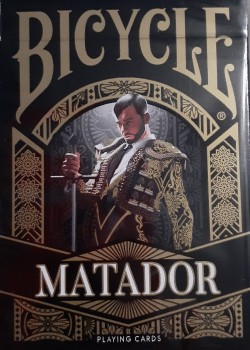 BICYCLE
®
MATADOR
PLAYING CARDS